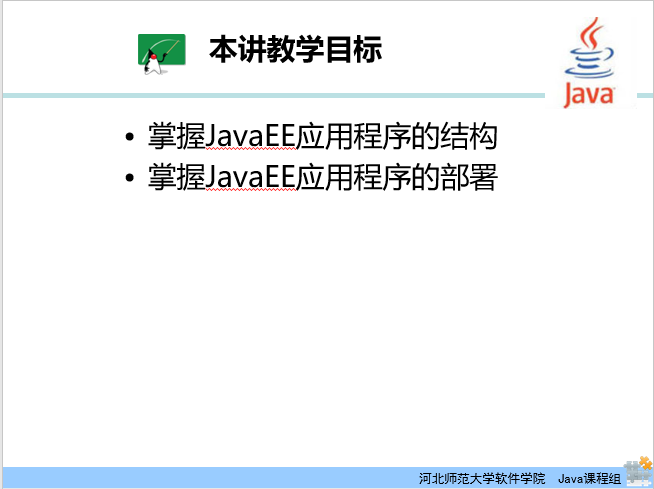 本讲教学目标
Java
• 掌握JavaEE应用程序的结构
• 掌握JavaEE应用程序的部署
河北师范大学软件学院 Java课程组